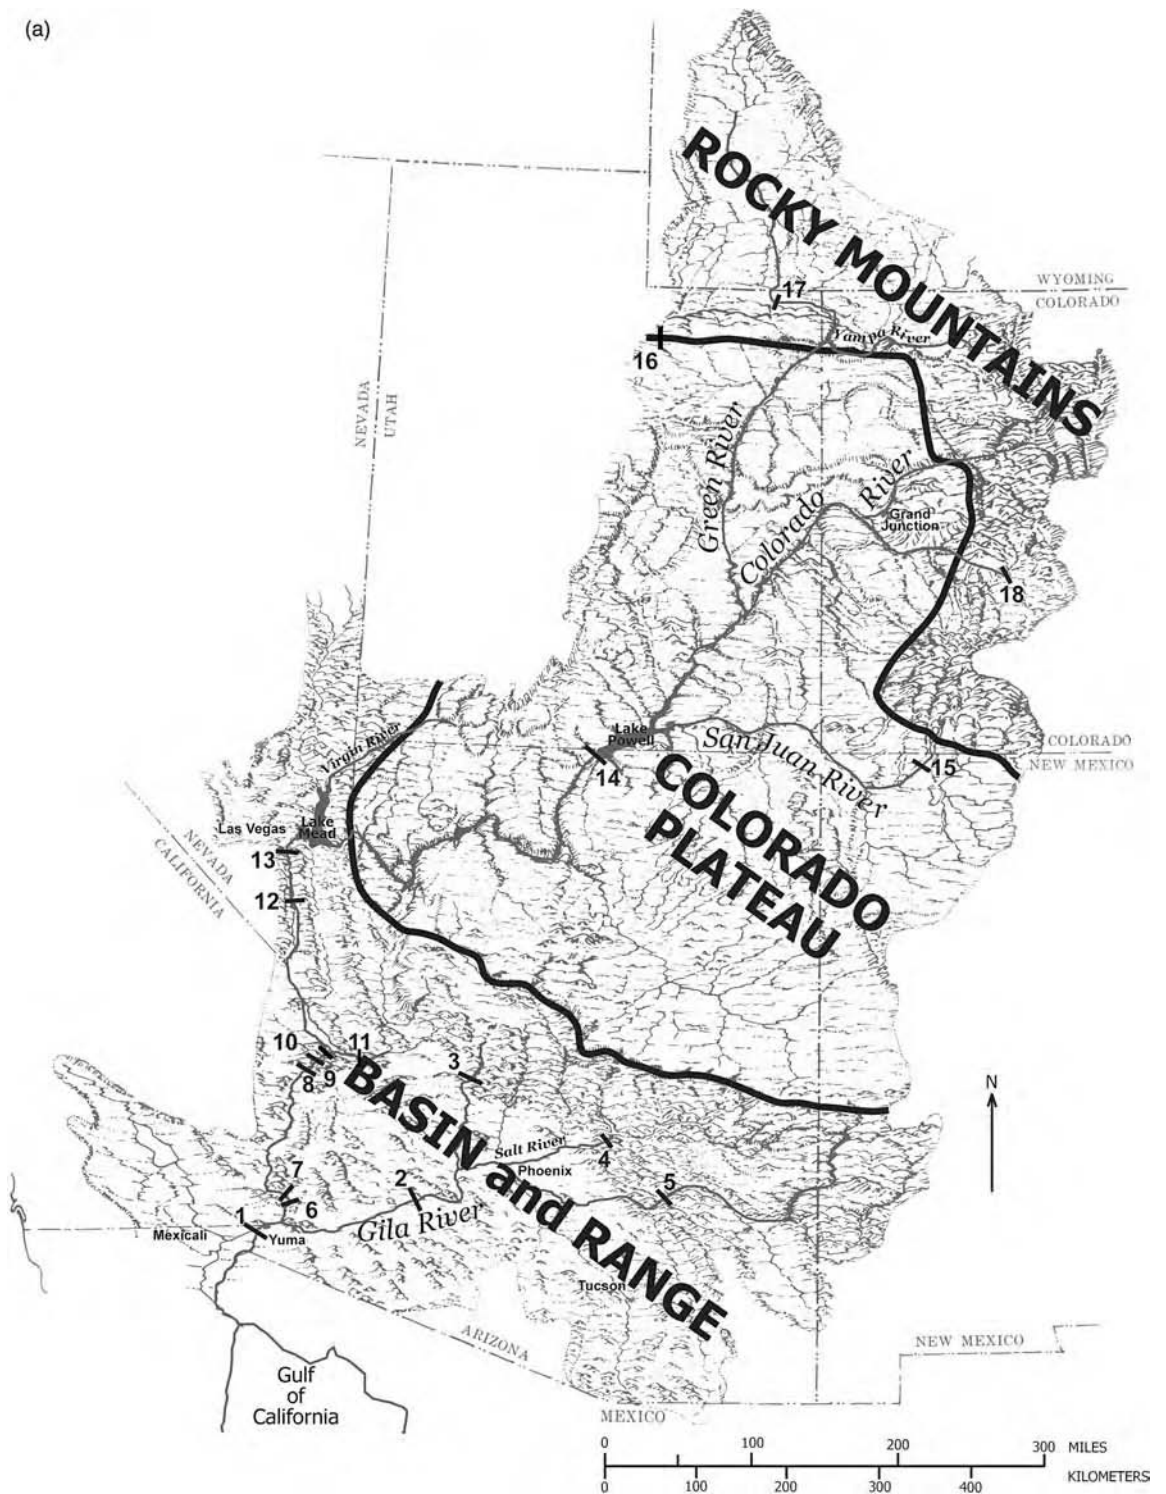 (a)
ROCKY MOUNTAINS
WYOMING
COLORADO
17
Yampa River
16
NEVADA
UTAH
Green River
Colorado River
Grand
Junction
18
Virgin River
Lake
Powell
San Juan River
COLORADO
NEW MEXICO
14
15
COLORADO
PLATEAU
Las Vegas
Lake
Mead
13
NEVADA
CALIFORNIA
12
10
11
3
8
9
BASIN and RANGE
N
Salt River
4
Phoenix
7
2
5
6
1
Gila River
Mexicali
Yuma
Tucson
ARIZONA
NEW MEXICO
Gulf
of
California
MEXICO
0 100 200 300 MILES
0 100 200 300 400 KILOMETERS